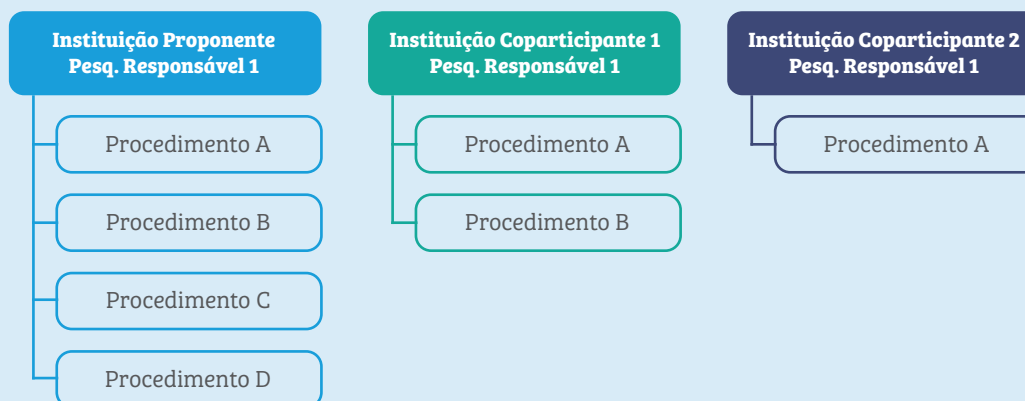 Instituição Proponente
Pesq. Responsável 1
Procedimento A
Procedimento B
Procedimento C
Procedimento D
Instituição Coparticipante 1
Pesq. Responsável 1
Procedimento A
Procedimento B
Instituição Coparticipante 2
Pesq. Responsável 1
Procedimento A